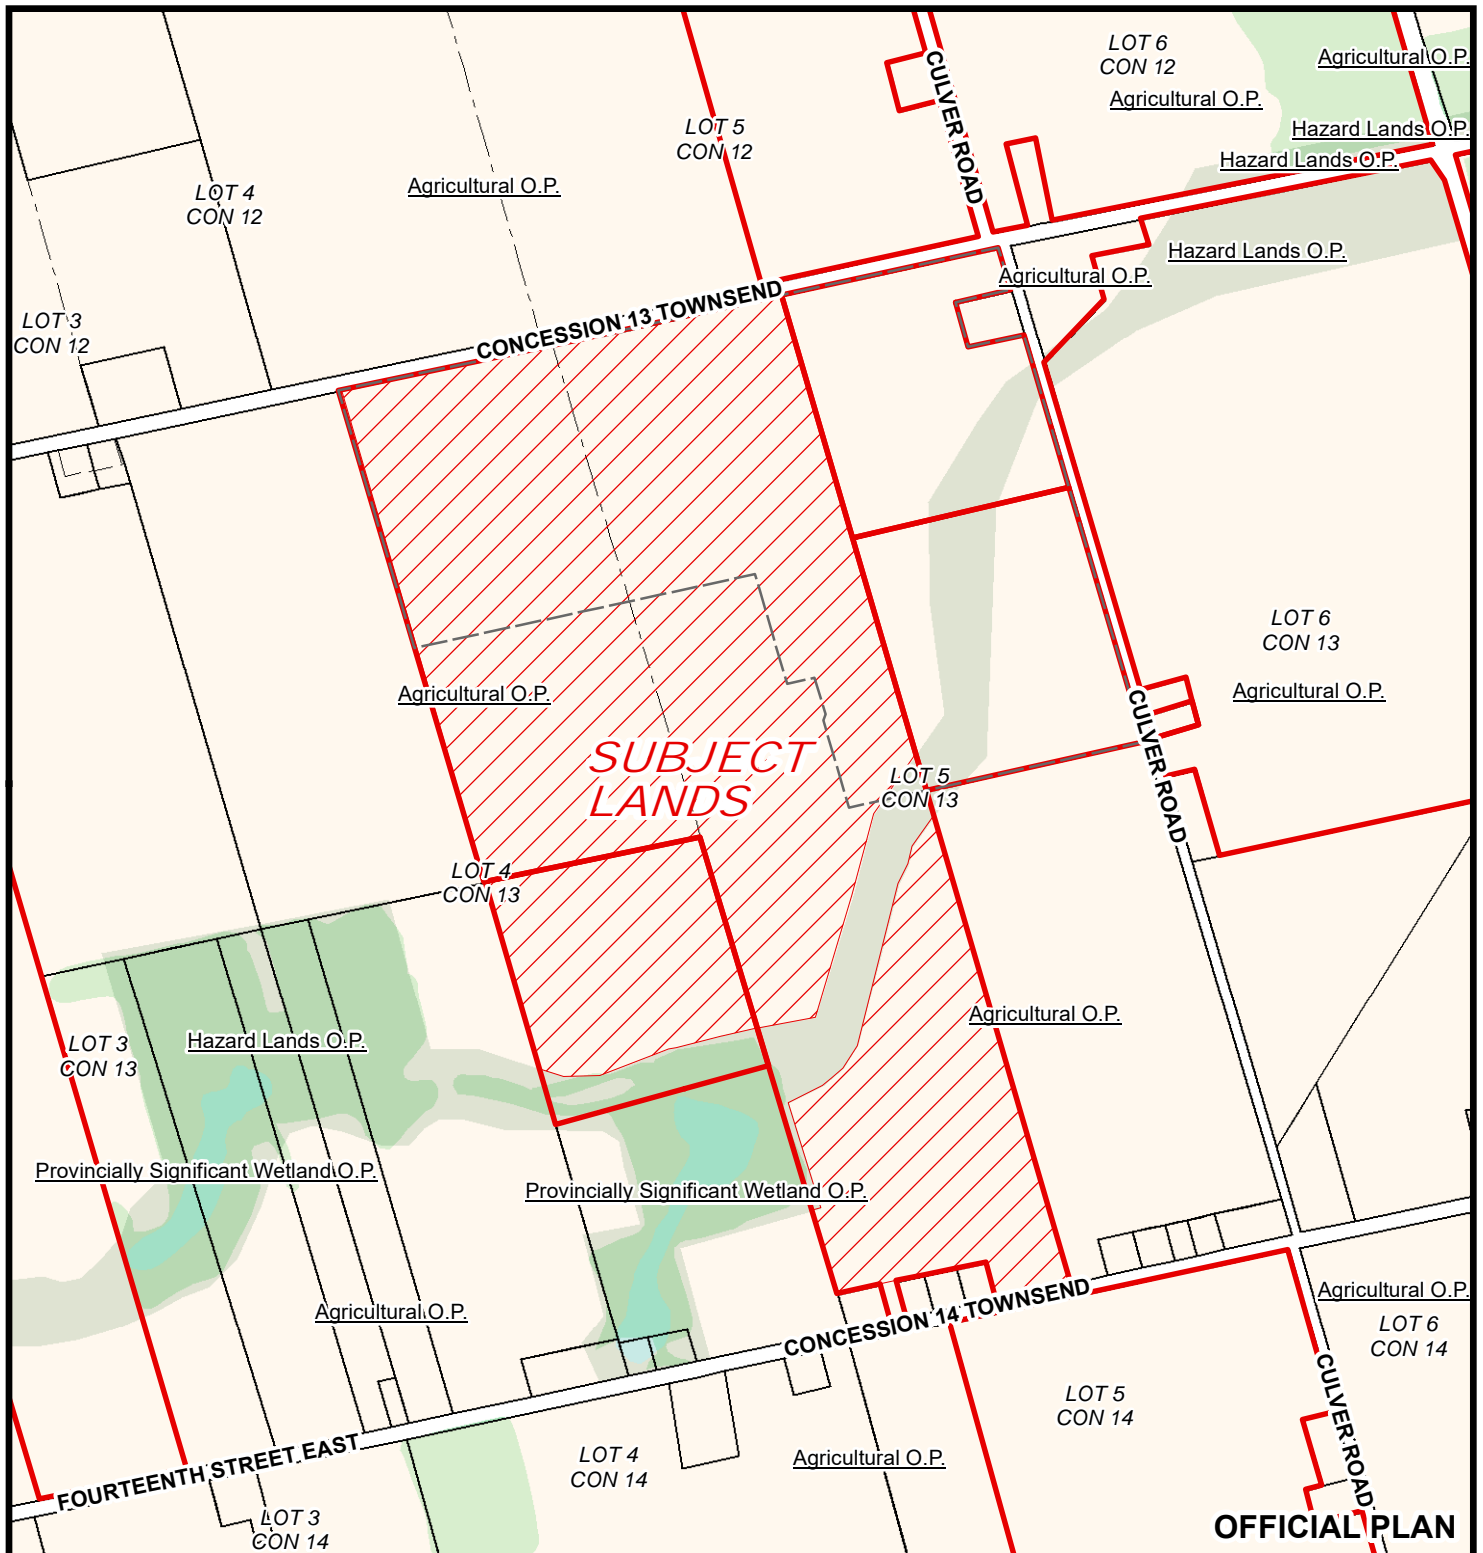 LOT 6
CON 12
Agricultural O.P.
CULVER ROAD
Agricultural O.P.
LOT 5
CON 12
Hazard Lands O.P.
Hazard Lands O.P.
Agricultural O.P.
LOT 4
CON 12
Hazard Lands O.P.
Agricultural O.P.
CONCESSION 13 TOWNSEND
LOT 3
CON 12
LOT 6
CON 13
Agricultural O.P.
Agricultural O.P.
CULVER ROAD
SUBJECT
LANDS
LOT 5
CON 13
LOT 4
CON 13
Agricultural O.P.
Hazard Lands O.P.
LOT 3
CON 13
Provincially Significant Wetland O.P.
Provincially Significant Wetland O.P.
Agricultural O.P.
Agricultural O.P.
CONCESSION 14 TOWNSEND
LOT 6
CON 14
LOT 5
CON 14
CULVER ROAD
FOURTEENTH STREET EAST
LOT 4
CON 14
Agricultural O.P.
LOT 3
CON 14
OFFICIAL PLAN